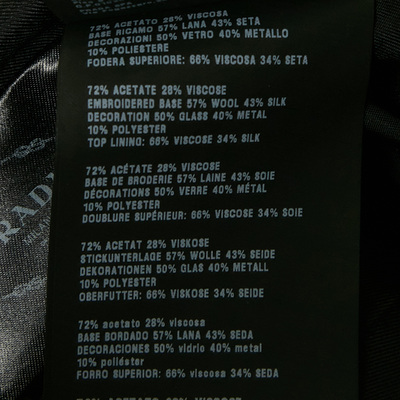 72% ACETATO 28% VISCOSA
BASE RICAMO 57% LANA 43% SETA
DECORAZIONI 50% VETRO 40% METALLO
10% POLIESTERE
FODERA SUPERIORE: 66% VISCOSA 34% SETA
72% ACETATE 28% VISCOSE
EMBROIDERED BASE 57% WOOL 43% SILK
DECORATION 50% GLASS 40% METAL
10% POLYESTER
TOP LINING: 66% VISCOSE 34% SILK
72% ACÉTATE 28% VISCOSE
BASE DE BRODERIE 57% LAINE 43% SOIE
DÉCORATIONS 50% VERRE 40% MÉTAL
10% POLYESTER
DOUBLURE SUPÉRIEUR: 66% VISCOSE 34% SOIE
72% ACETAT 28% VISKOSE
STICKUNTERLAGE 57% WOLLE 43% SEIDE
DEKORATIONEN 50% GLAS 40% METALL
10% POLYESTER
OBERFUTTER: 66% VISKOSE 34% SEIDE
72% acetato 28% viscosa
BASE BORDADO 57% LANA 43% SEDA
DECORACIONES 50% vidrio 40% metal
10% poliéster
FORRO SUPERIOR: 66% viscosa 34% SEDA